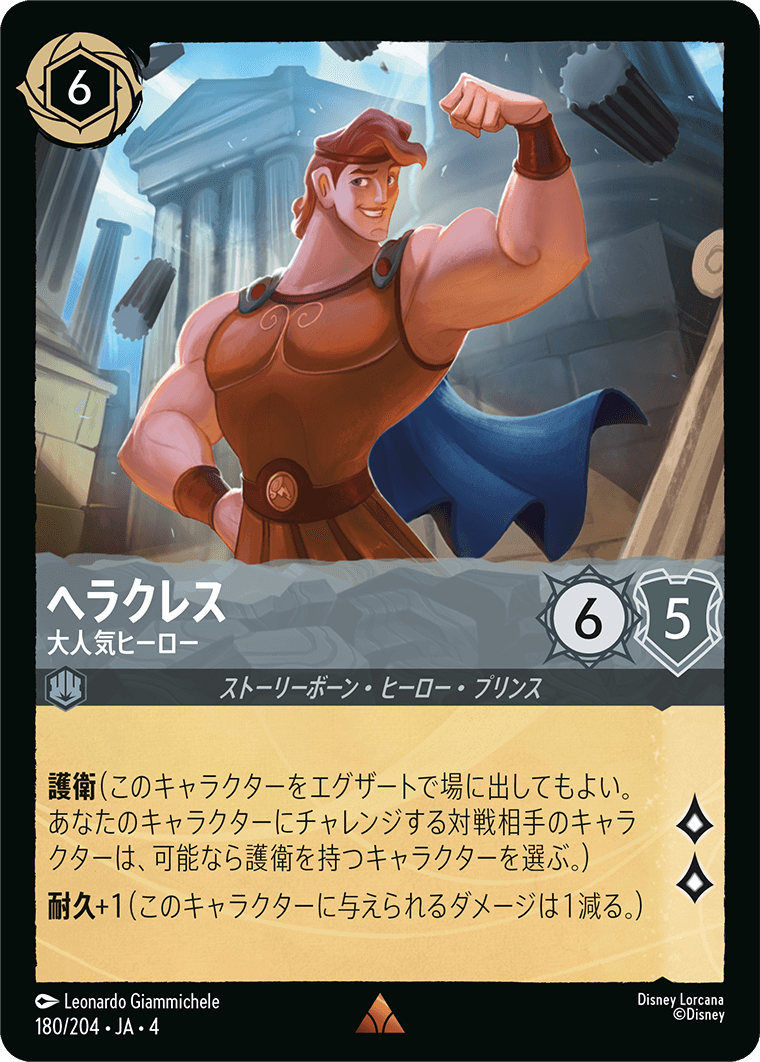 6
ヘラクレス
大人気ヒーロー
6
5
ストーリーボーン・ヒーロー・プリンス
護衛(このキャラクターをエグザートで場に出してもよい。
あなたのキャラクターにチャレンジする対戦相手のキャラ
クターは、可能なら護衛を持つキャラクターを選ぶ。)
耐久+1(このキャラクターに与えられるダメージは1減る。)
Leonardo Giammichele
180/204・JA・4
Disney Lorcana
©Disney